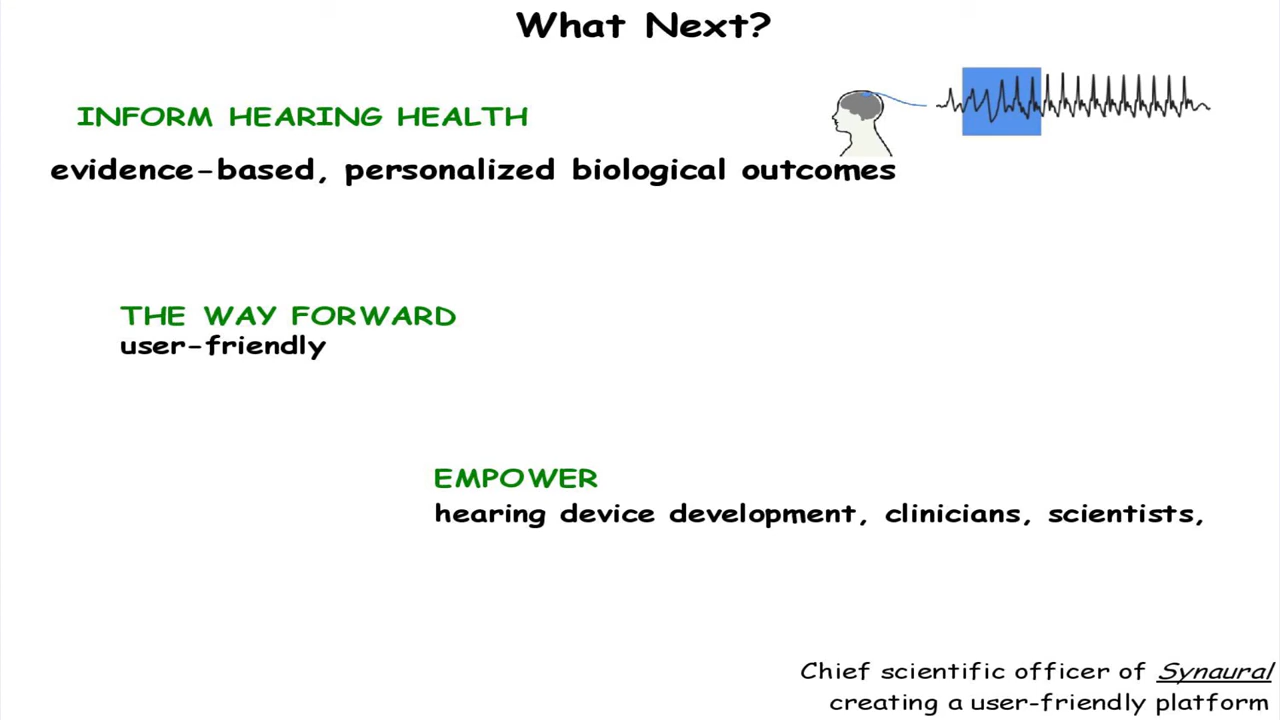 What Next?
INFORM HEARING HEALTH
evidence-based, personalized biological outcomes
THE WAY FORWARD
user-friendly
EMPOWER
hearing device development, clinicians, scientists,
Chief scientific officer of Synaural
creating a user-friendly platform